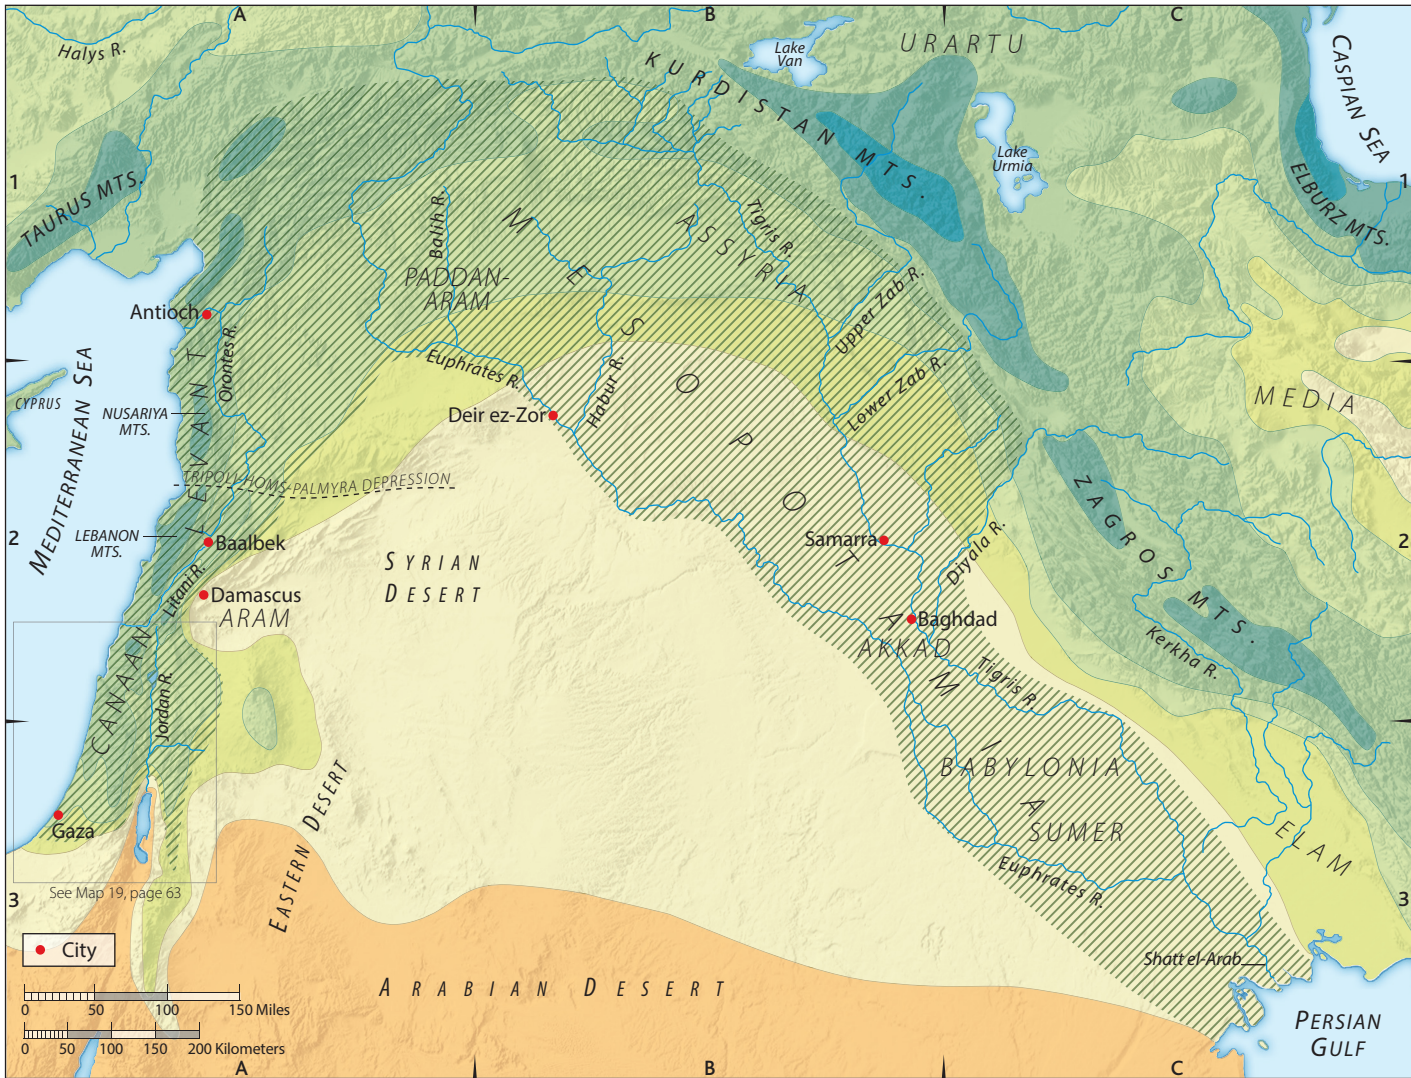 A
B
C
Halys R.
Lake
Van
URARTU
CASPIAN SEA
KURDISTAN MTS.
Lake
Urmia
1
1
TAURUS MTS.
ELBURZ MTS.
Balih R.
Tigris R.
ASSYRIA
MESOPOTAMIA
PADDAN-
ARAM
Antioch
Orontes R.
Upper Zab R.
Euphrates R.
Habur R.
Lower Zab R.
MEDITERRANEAN SEA
CYPRUS
NUSARIYA
MTS.
LEVANT
Deir ez-Zor
MEDIA
TRIPOLI-HOMS-PALMYRA DEPRESSION
ZAGROS MTS.
2
2
LEBANON
MTS.
Baalbek
Samarra
Diyala R.
SYRIAN
DESERT
Litani R.
Damascus
ARAM
Baghdad
AKKAD
Kerkha R.
CANAAN
Jordan R.
Tigris R.
BABYLONIA
EASTERN DESERT
SUMER
ELAM
Gaza
Euphrates R.
See Map 19, page 63
3
3
City
Shatt el-Arab
ARABIAN DESERT
0 50 100 150 Miles
0 50 100 150 200 Kilometers
PERSIAN
GULF
A
B
C